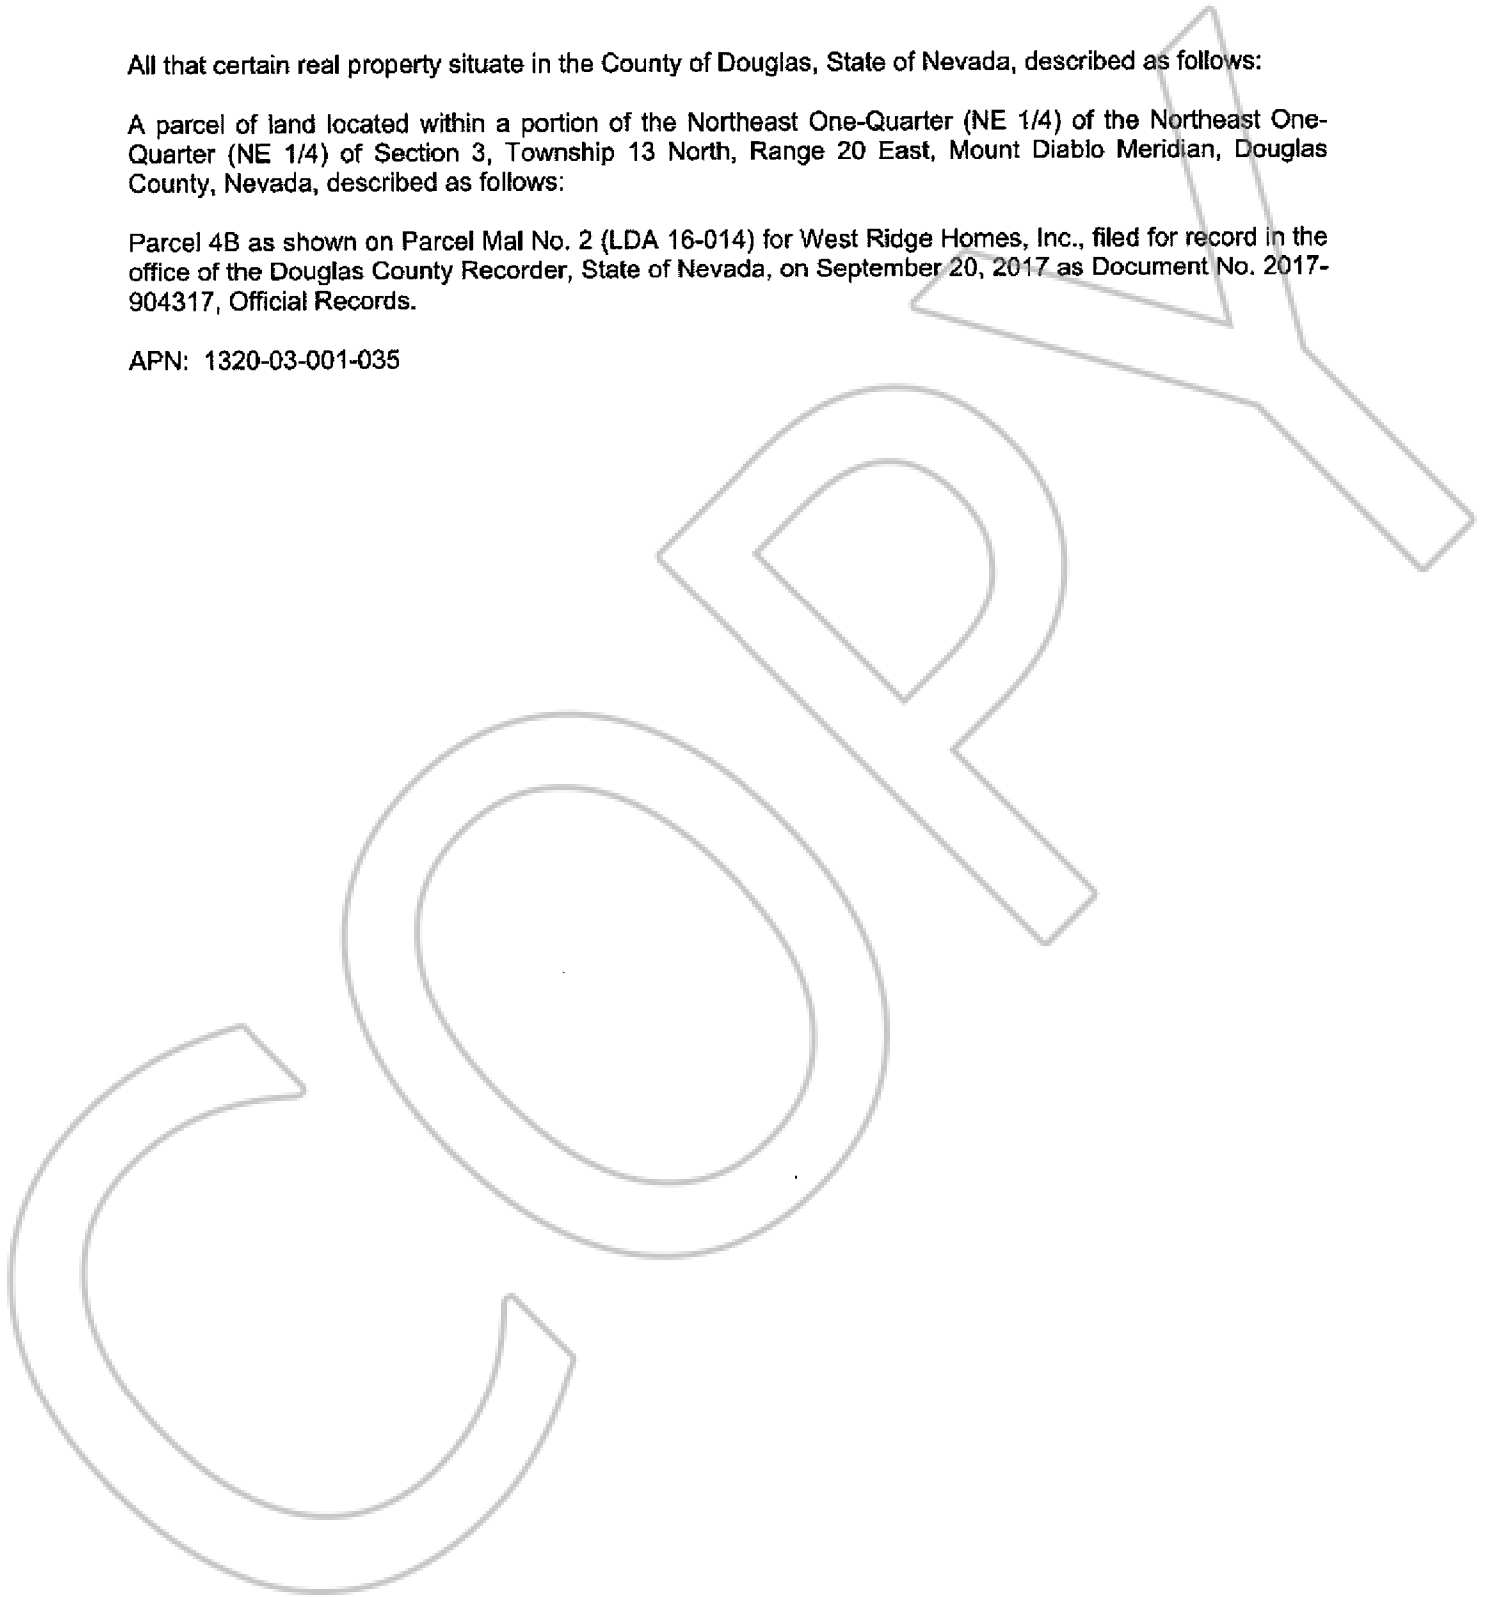 All that certain real property situate in the County of Douglas, State of Nevada, described as follows:
A parcel of land located within a portion of the Northeast One-Quarter (NE 1/4) of the Northeast One-
Quarter (NE 1/4) of Section 3, Township 13 North, Range 20 East, Mount Diablo Meridian, Douglas
County, Nevada, described as follows:
Parcel 4B as shown on Parcel Mal No. 2 (LDA 16-014) for West Ridge Homes, Inc., filed for record in the
office of the Douglas County Recorder, State of Nevada, on September 20, 2017 as Document No. 2017-
904317, Official Records.
APN: 1320-03-001-035
COPY